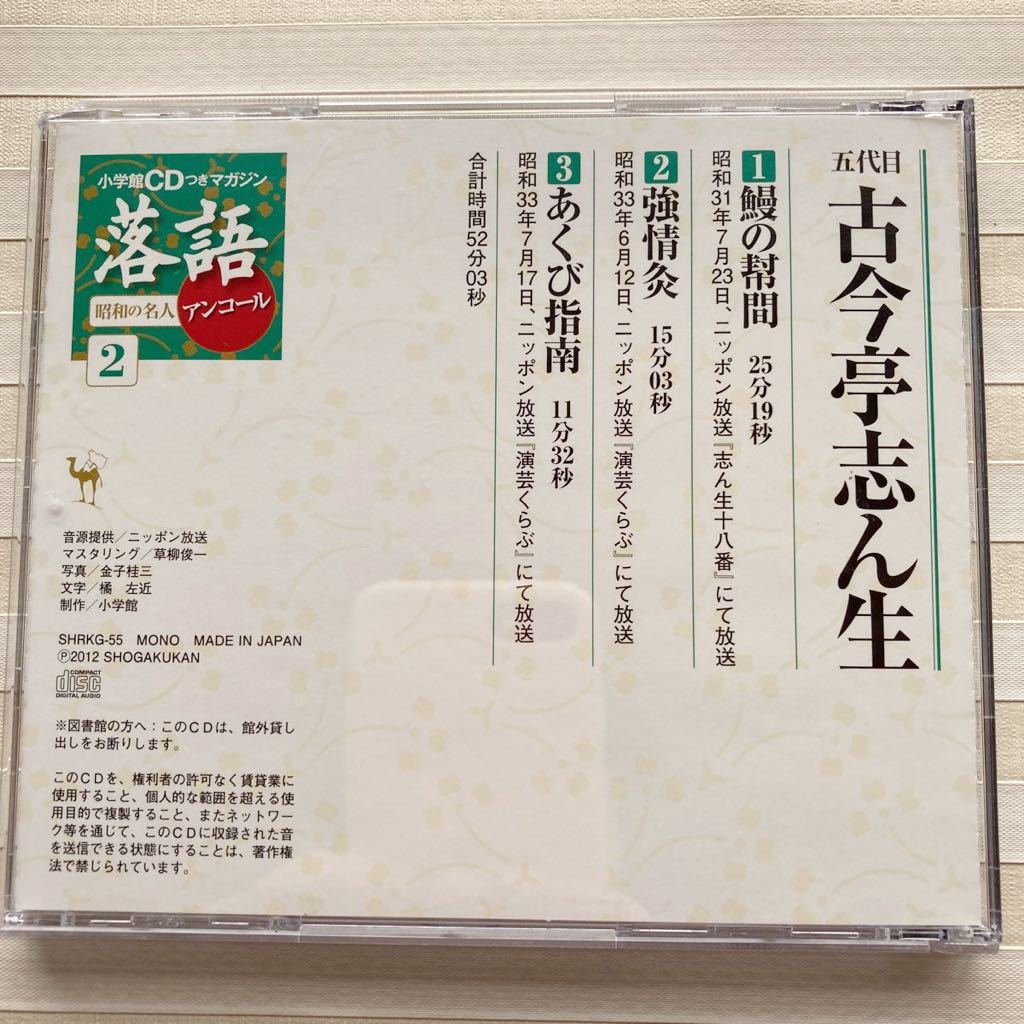 五代目
古今亭志ん生
1 鰻の幇間 25分19秒
昭和31年7月23日、ニッポン放送『志ん生十八番』にて放送
2 強情灸 15分03秒
昭和33年6月12日、ニッポン放送『演芸くらぶ』にて放送
3 あくび指南 11分32秒
昭和33年7月17日、ニッポン放送『演芸くらぶ』にて放送
合計時間52分03秒
小学館CDつきマガジン
落語
昭和の名人
アンコール
2
音源提供/ニッポン放送
マスタリング/草柳俊一
写真/金子桂三
文字/橘 左近
制作/小学館
SHRKG-55 MONO MADE IN JAPAN
Ⓟ2012 SHOGAKUKAN
COMPACT
disc
DIGITAL AUDIO
※図書館の方へ:このCDは、館外貸し
出しをお断りします。
このCDを、権利者の許可なく賃貸業に
使用すること、個人的な範囲を超える使
用目的で複製すること、またネットワー
ク等を通じて、このCDに収録された音
を送信できる状態にすることは、著作権
法で禁じられています。